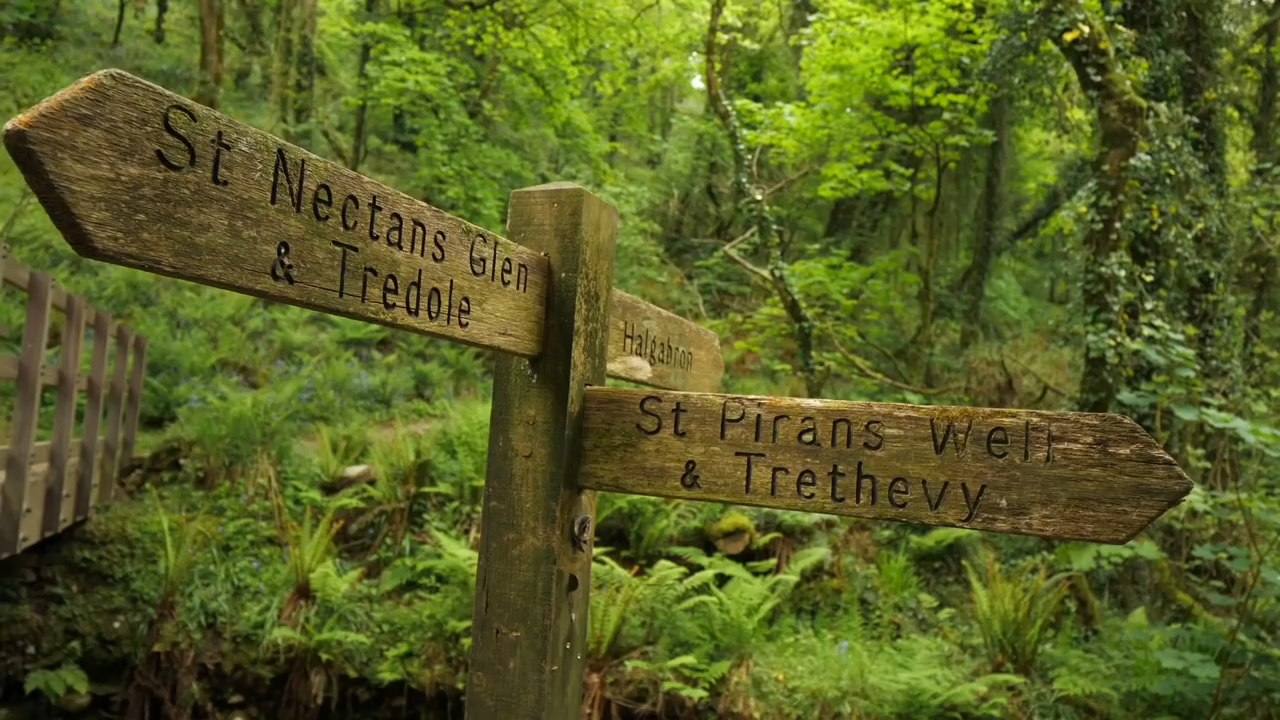 St Nectans Glen
& Tredole
Halgabron
St Pirans Well
& Trethevy